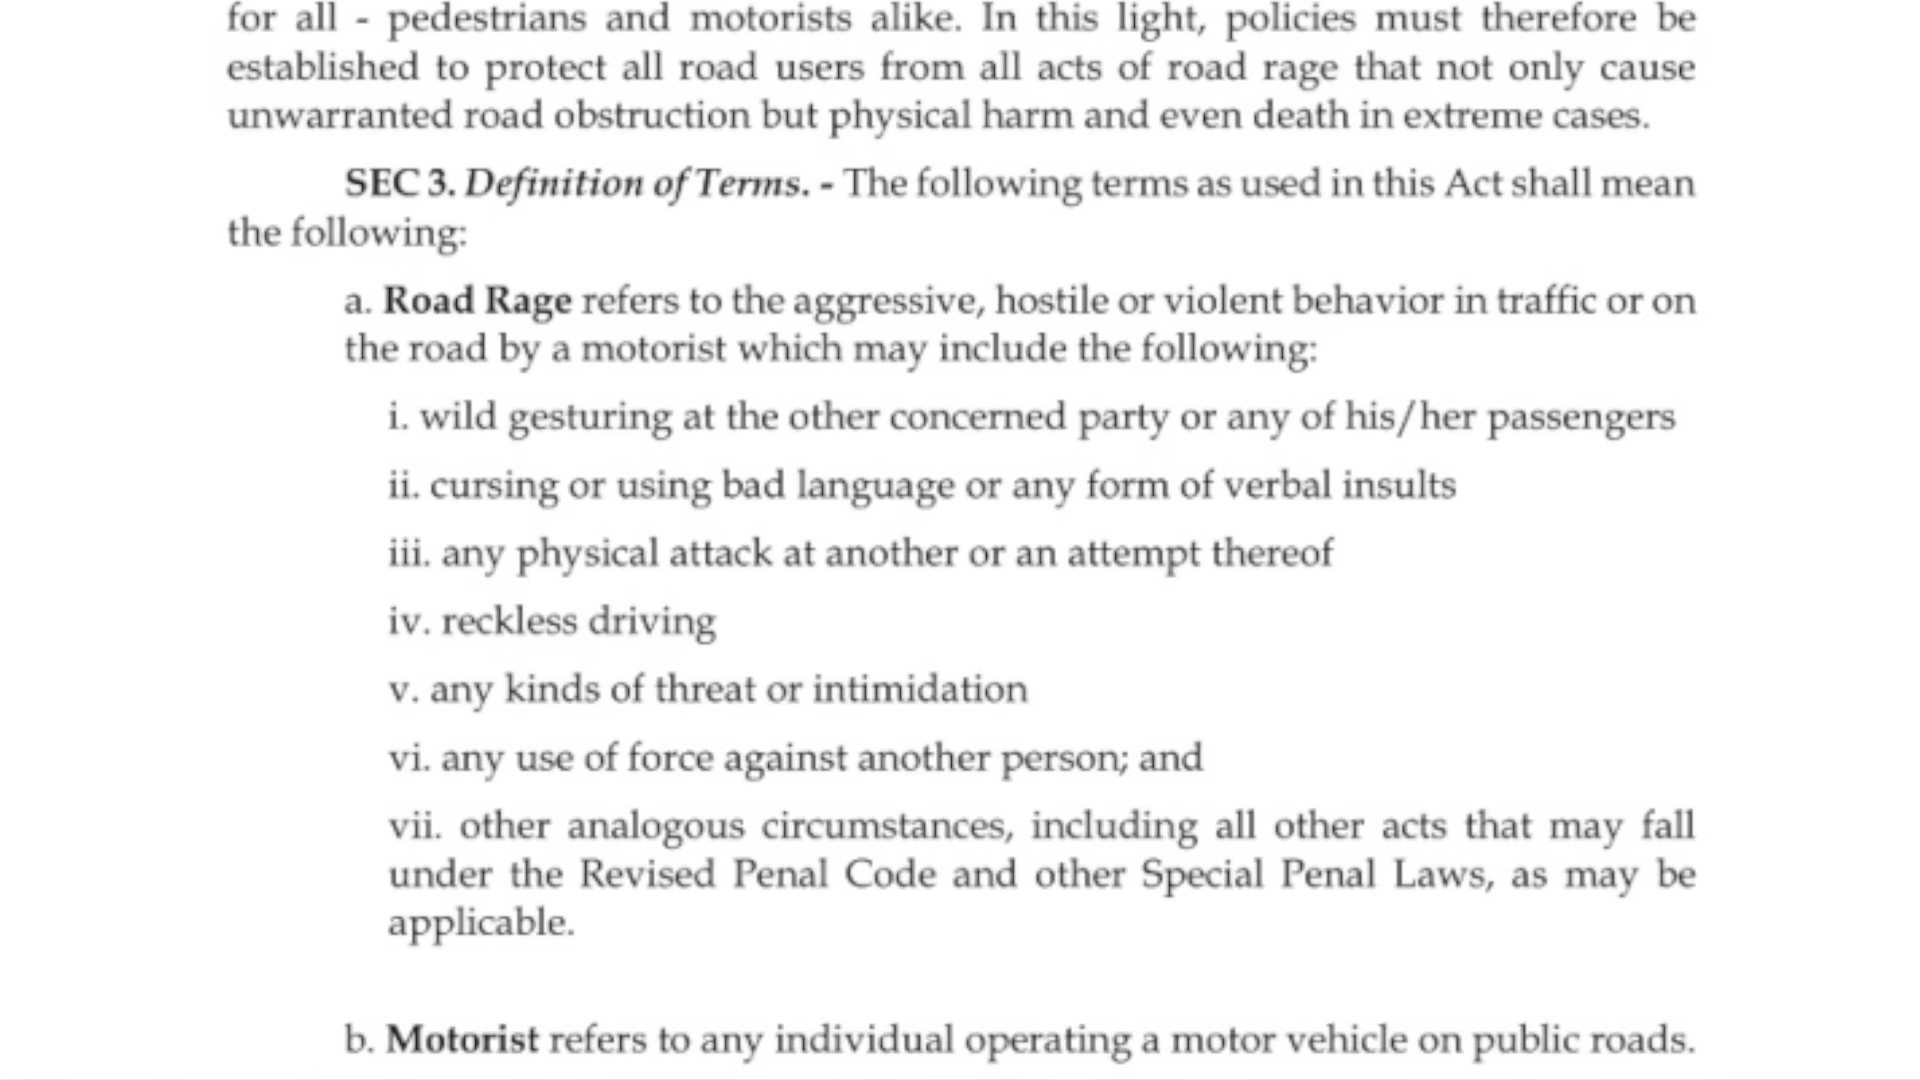 for all - pedestrians and motorists alike. In this light, policies must therefore be
established to protect all road users from all acts of road rage that not only cause
unwarranted road obstruction but physical harm and even death in extreme cases.
SEC 3. Definition of Terms. - The following terms as used in this Act shall mean
the following:
a. Road Rage refers to the aggressive, hostile or violent behavior in traffic or on
the road by a motorist which may include the following:
i. wild gesturing at the other concerned party or any of his/her passengers
ii. cursing or using bad language or any form of verbal insults
iii. any physical attack at another or an attempt thereof
iv. reckless driving
v. any kinds of threat or intimidation
vi. any use of force against another person; and
vii. other analogous circumstances, including all other acts that may fall
under the Revised Penal Code and other Special Penal Laws, as may be
applicable.
b. Motorist refers to any individual operating a motor vehicle on public roads.